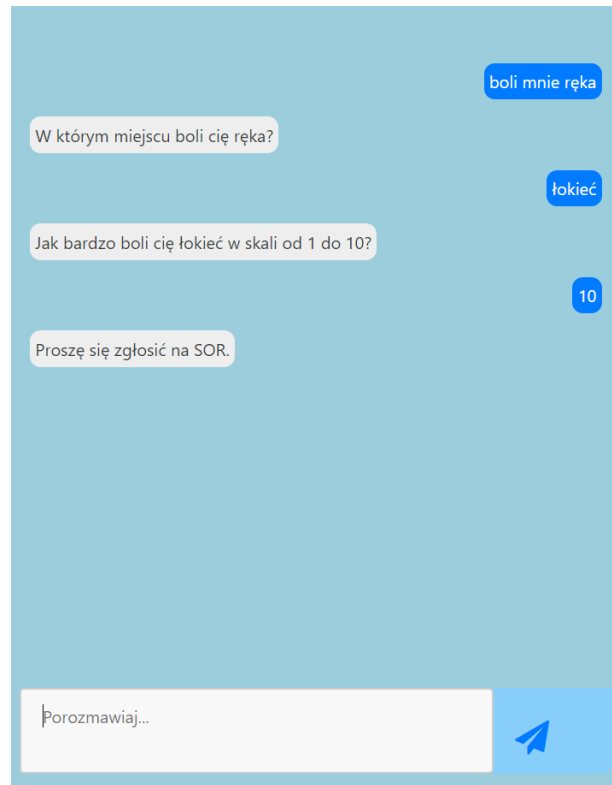 boli mnie ręka
W którym miejscu boli cię ręka?
łokieć
Jak bardzo boli cię łokieć w skali od 1 do 10?
10
Proszę się zgłosić na SOR.
Porozmawiaj...